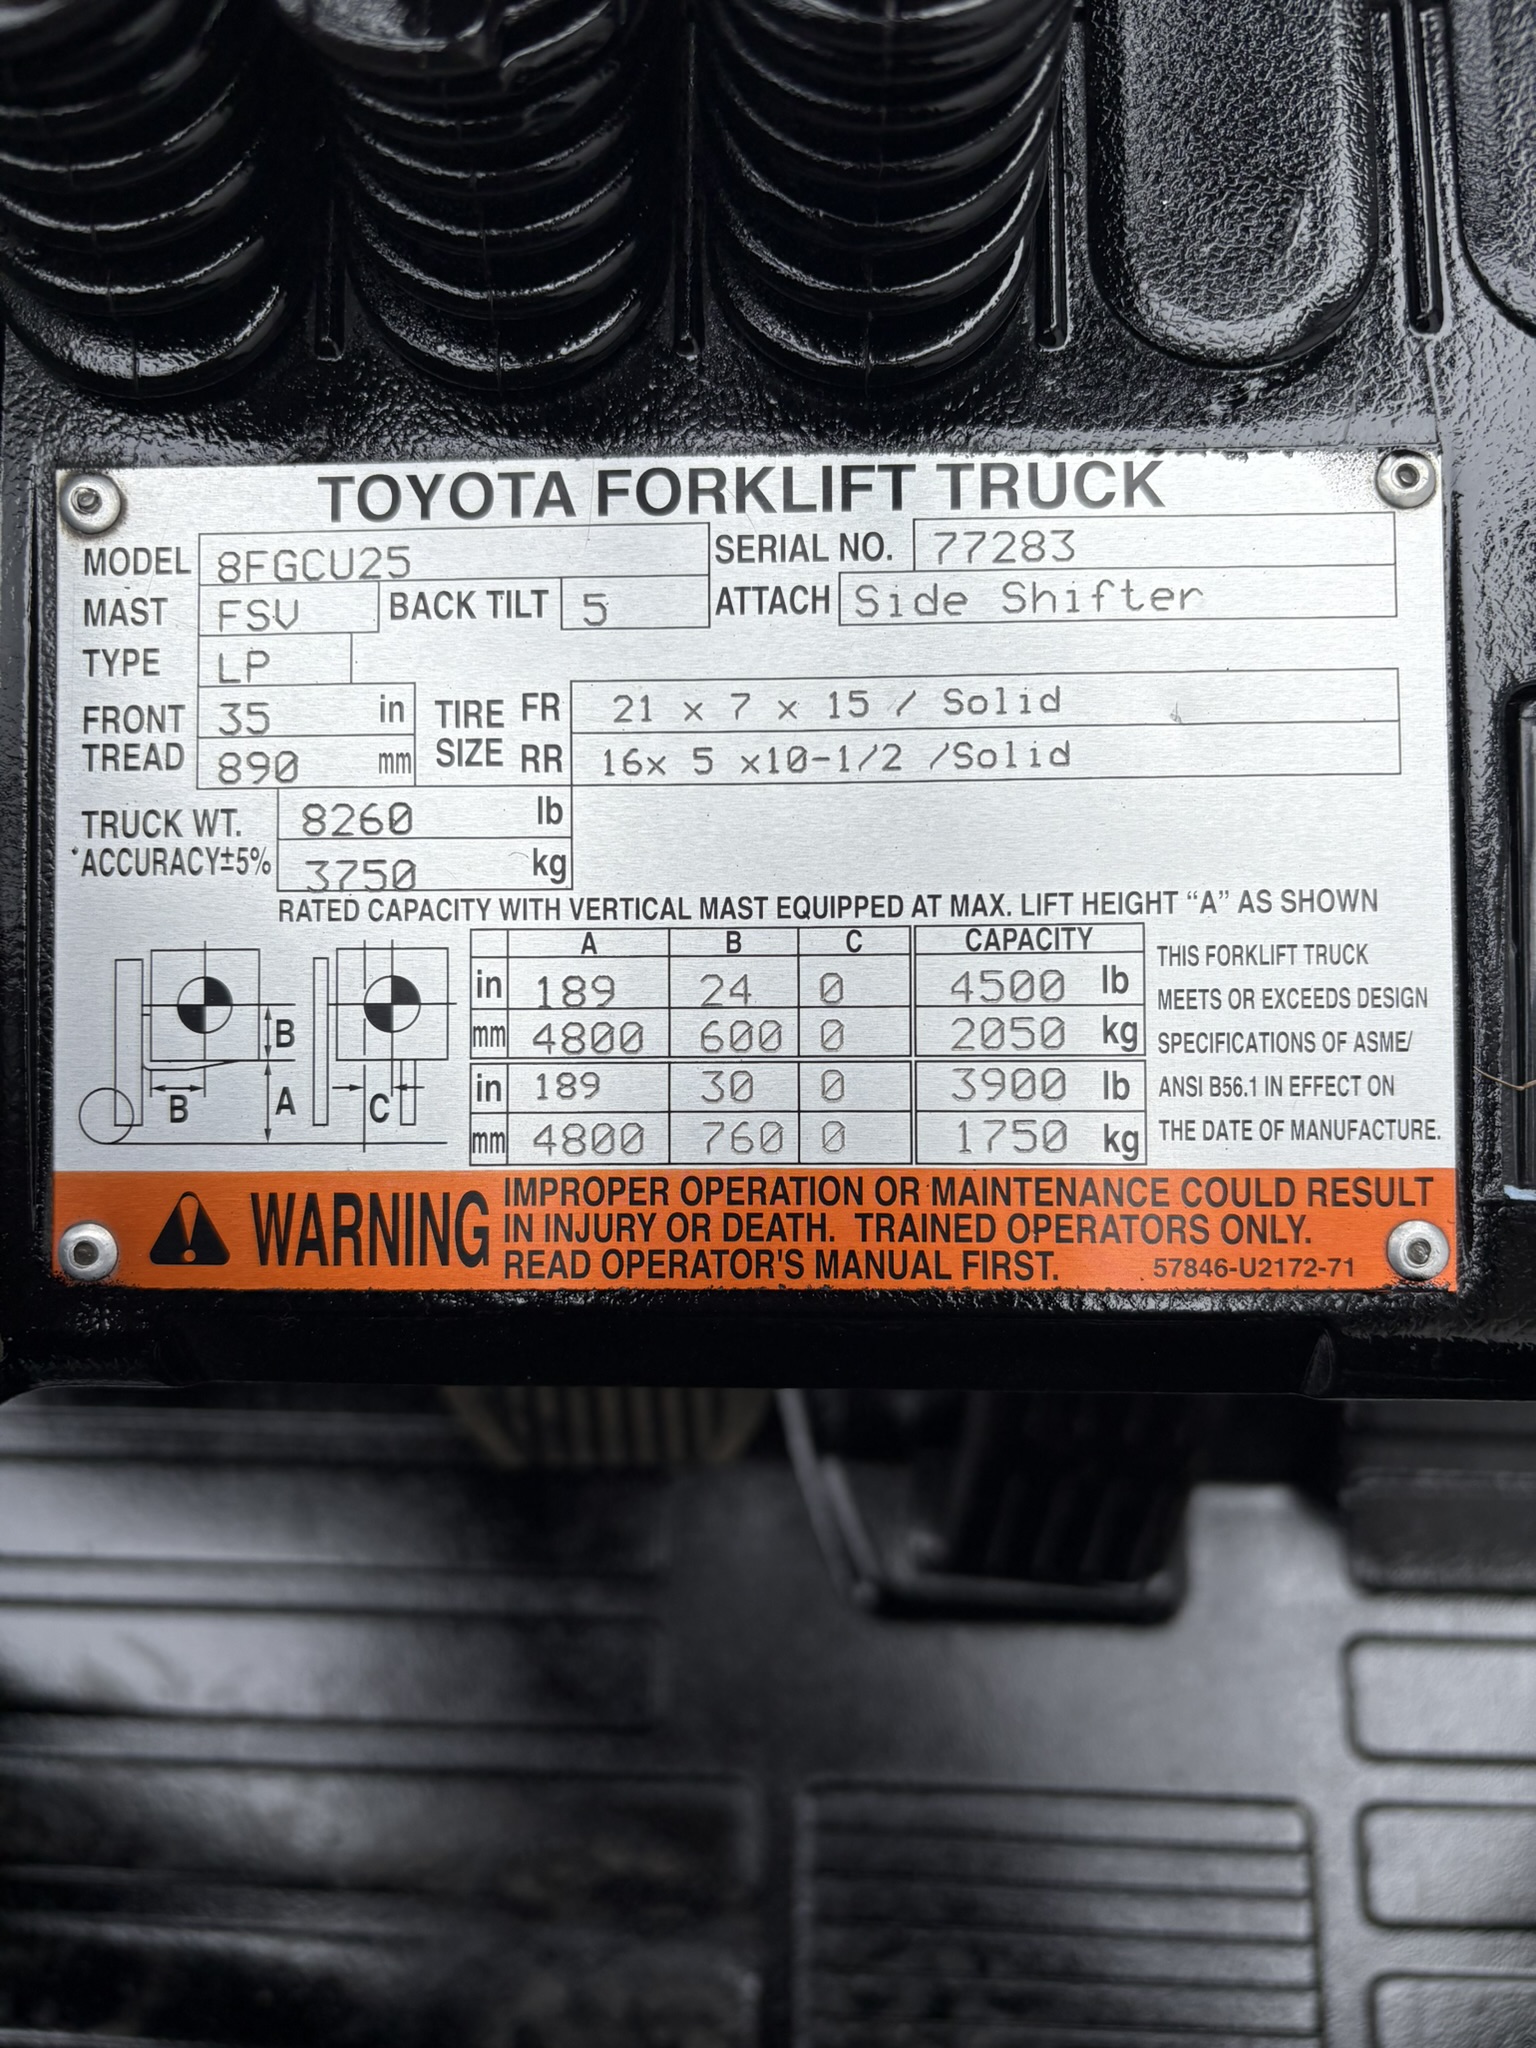 TOYOTA FORKLIFT TRUCK
MODEL 8FGCU25 SERIAL NO. 77283
MAST FSV BACK TILT 5 ATTACH Side Shifter
TYPE LP
FRONT TREAD 35 in TIRE SIZE FR 21 x 7 x 15 / Solid
890 mm RR 16x 5 x10-1/2 /Solid
TRUCK WT. 8260 lb
ACCURACY±5% 3750 kg
RATED CAPACITY WITH VERTICAL MAST EQUIPPED AT MAX. LIFT HEIGHT "A" AS SHOWN
A B C CAPACITY
in 189 24 0 4500 lb
mm 4800 600 0 2050 kg
in 189 30 0 3900 lb
mm 4800 760 0 1750 kg
B
B
A
C
THIS FORKLIFT TRUCK
MEETS OR EXCEEDS DESIGN
SPECIFICATIONS OF ASME/
ANSI B56.1 IN EFFECT ON
THE DATE OF MANUFACTURE.
WARNING
IMPROPER OPERATION OR MAINTENANCE COULD RESULT
IN INJURY OR DEATH. TRAINED OPERATORS ONLY.
READ OPERATOR'S MANUAL FIRST. 57846-U2172-71